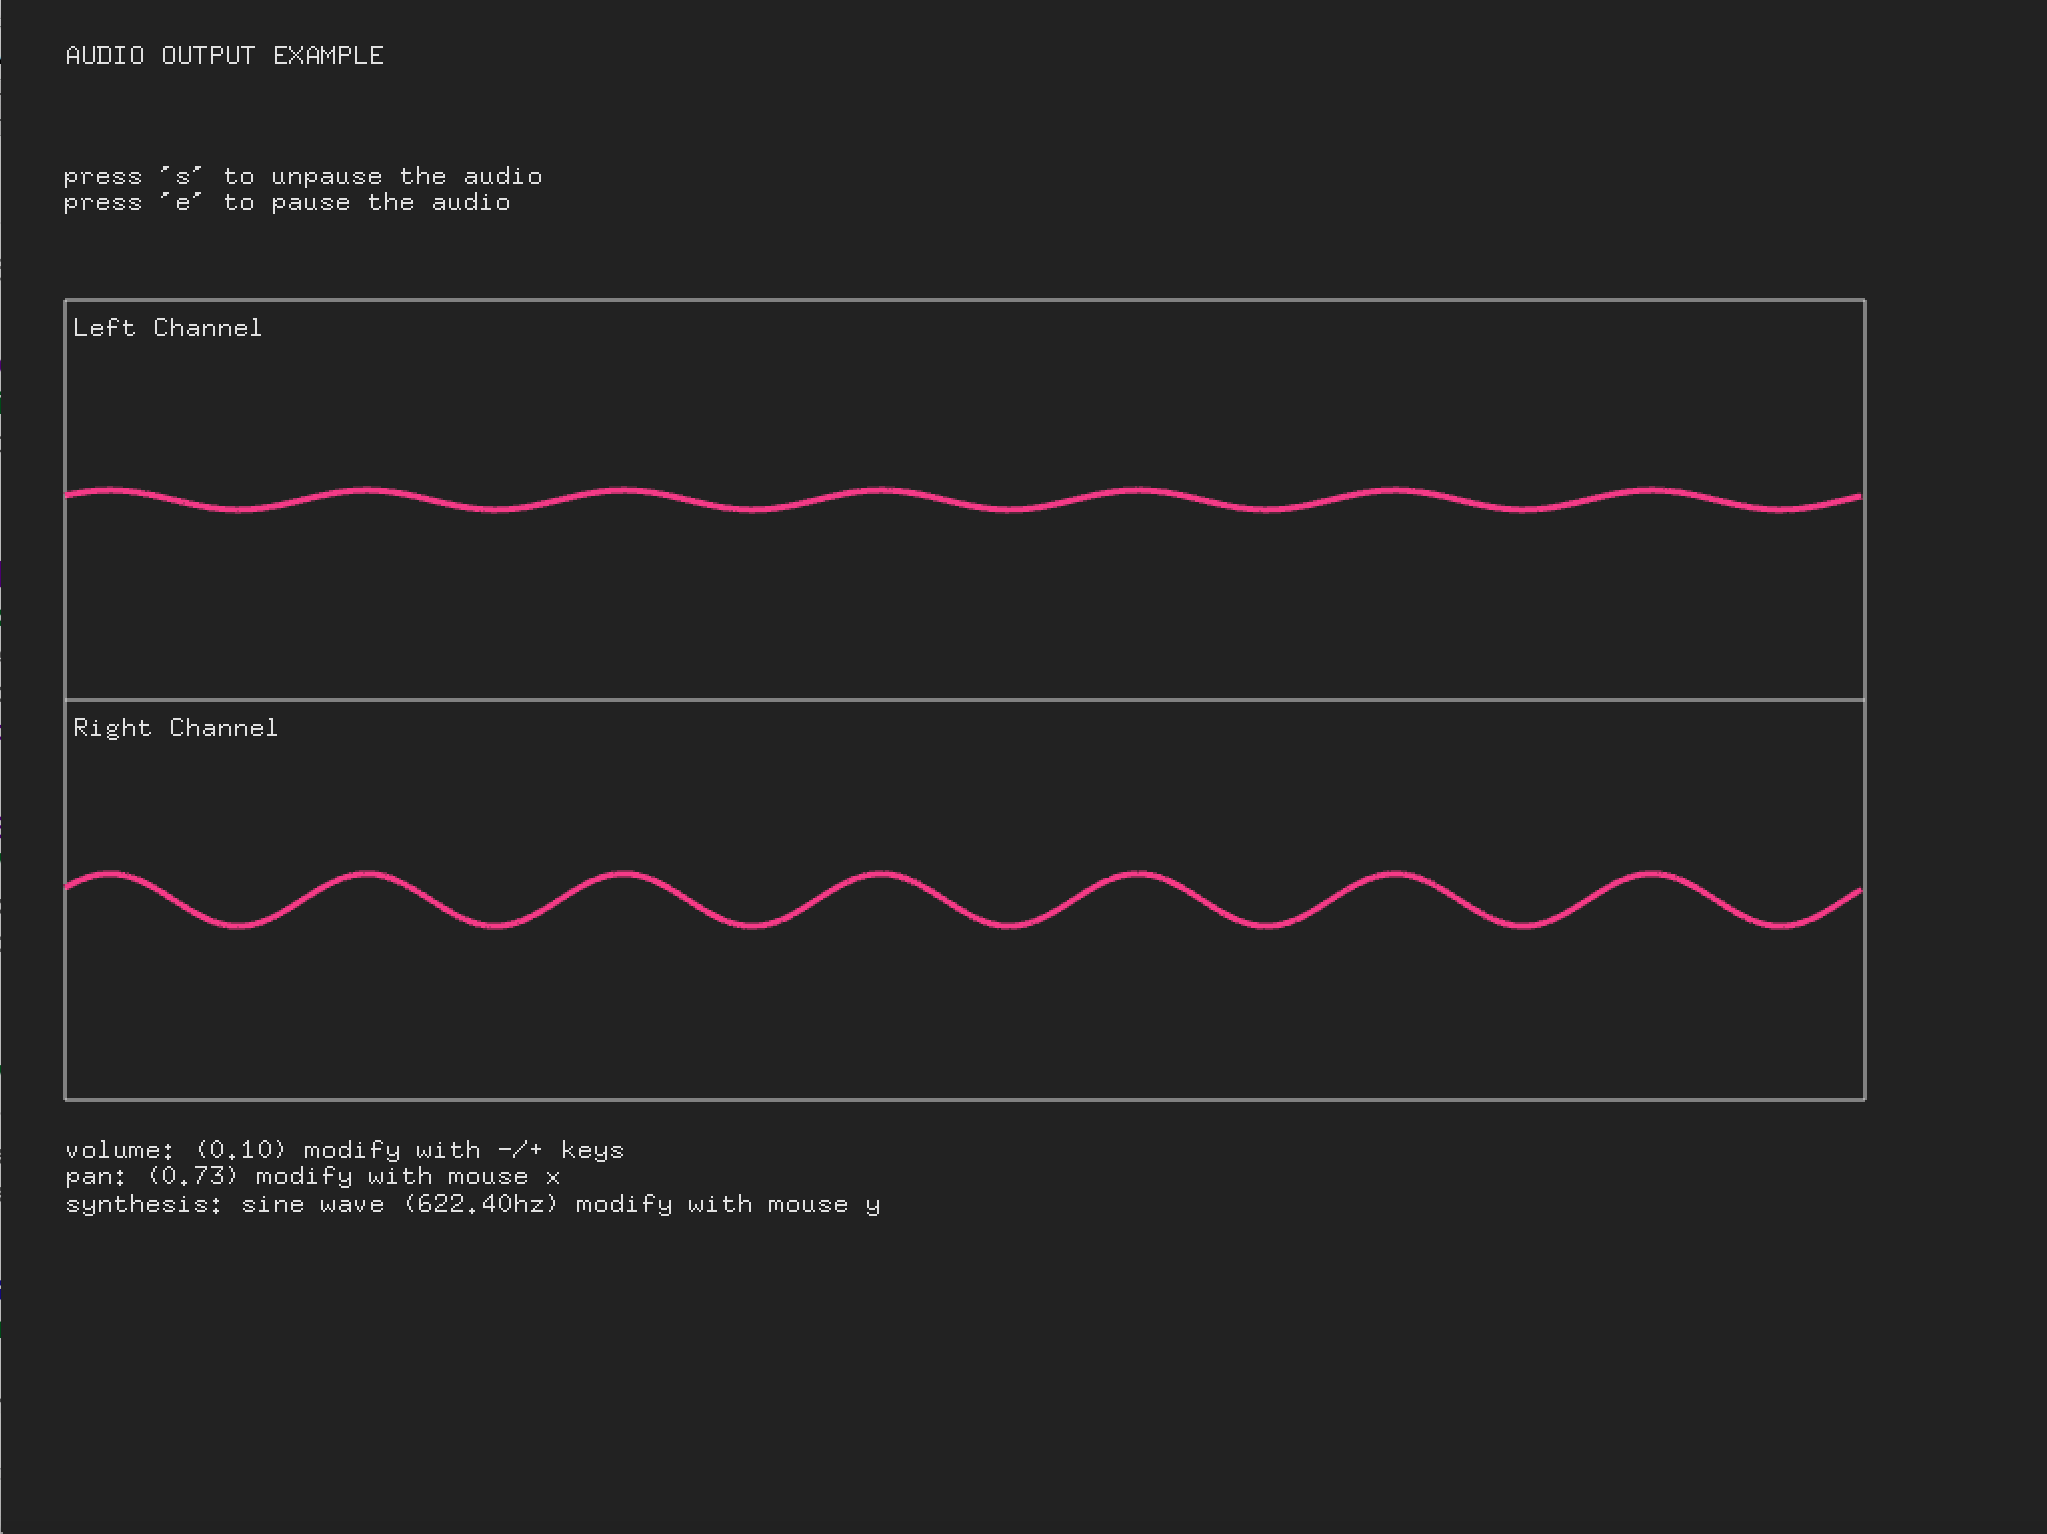 AUDIO OUTPUT EXAMPLE
press 's' to unpause the audio
press 'e' to pause the audio
Left Channel
Right Channel
volume: (0.10) modify with -/+ keys
pan: (0.73) modify with mouse x
synthesis: sine wave (622.40hz) modify with mouse y